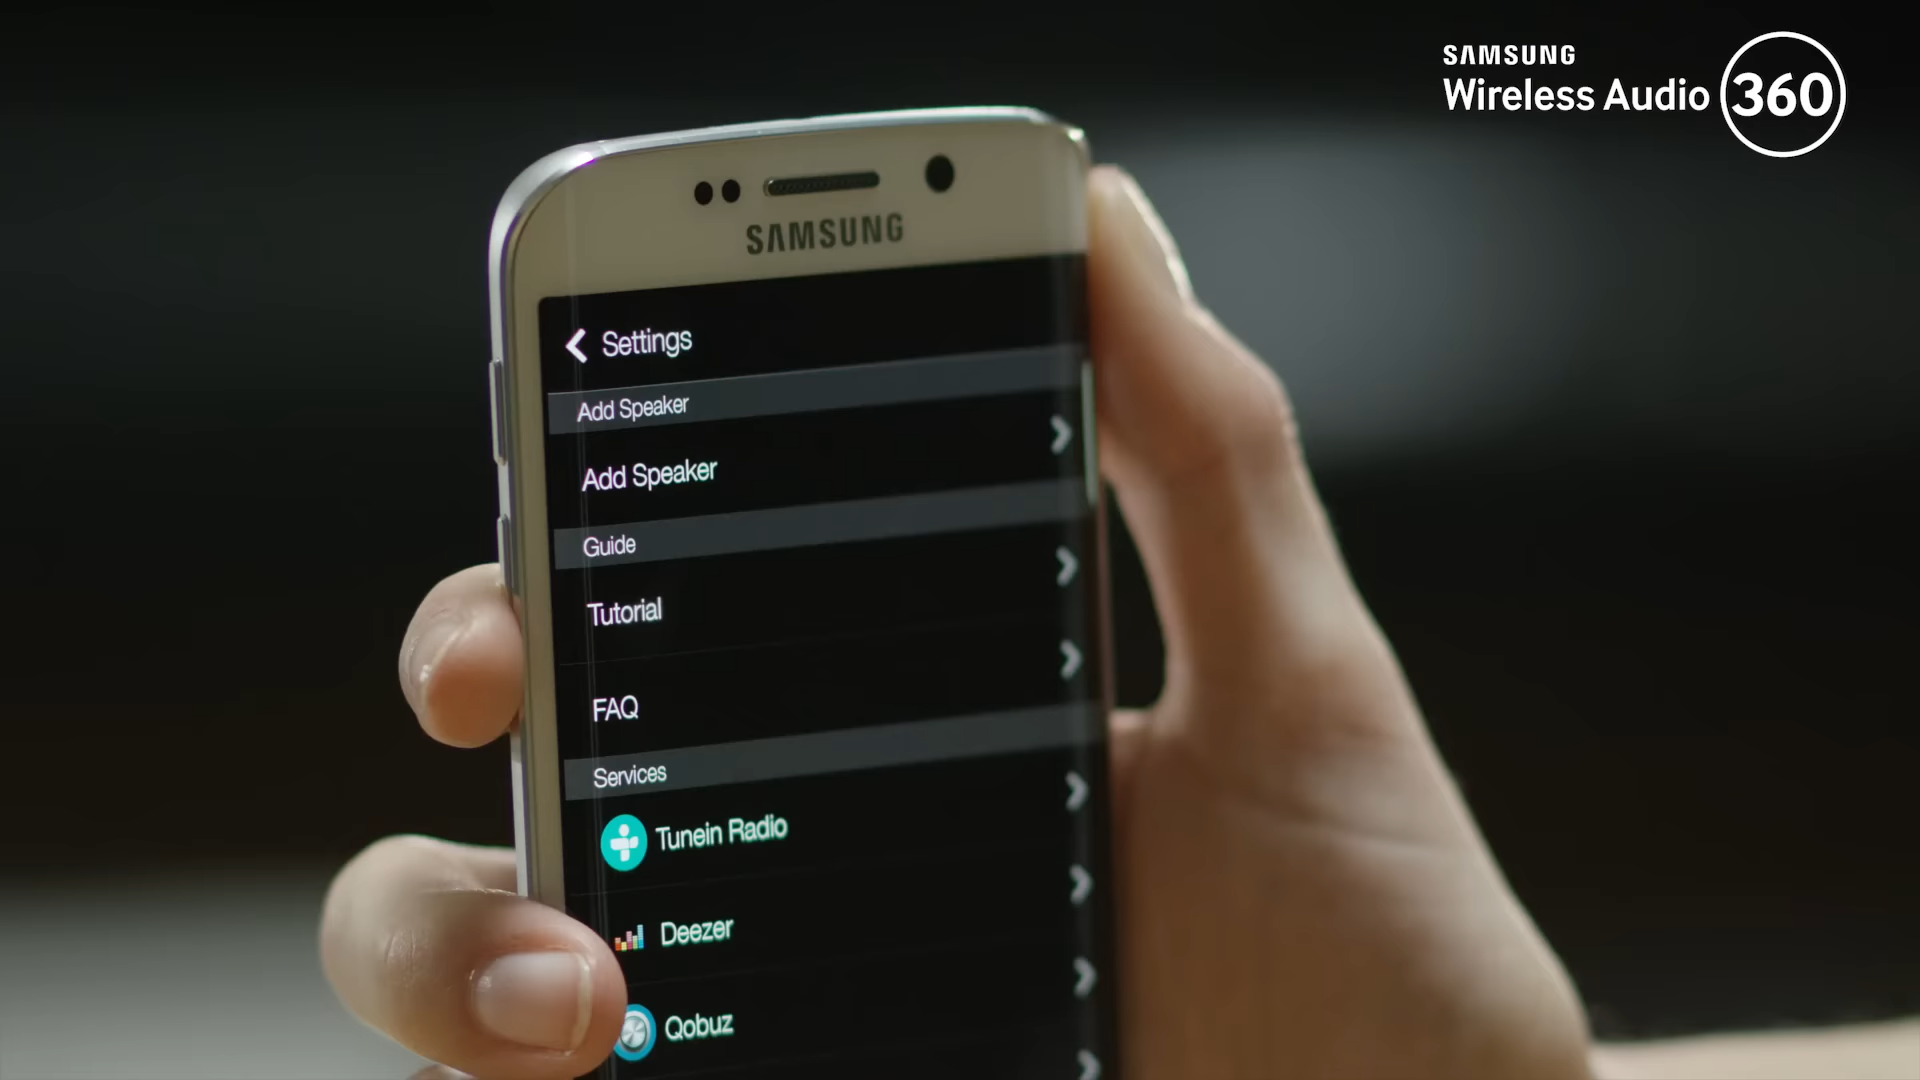 SAMSUNG
Wireless Audio 360
SAMSUNG
Settings
Add Speaker
Add Speaker
Guide
Tutorial
FAQ
Services
Tunein Radio
Deezer
Qobuz